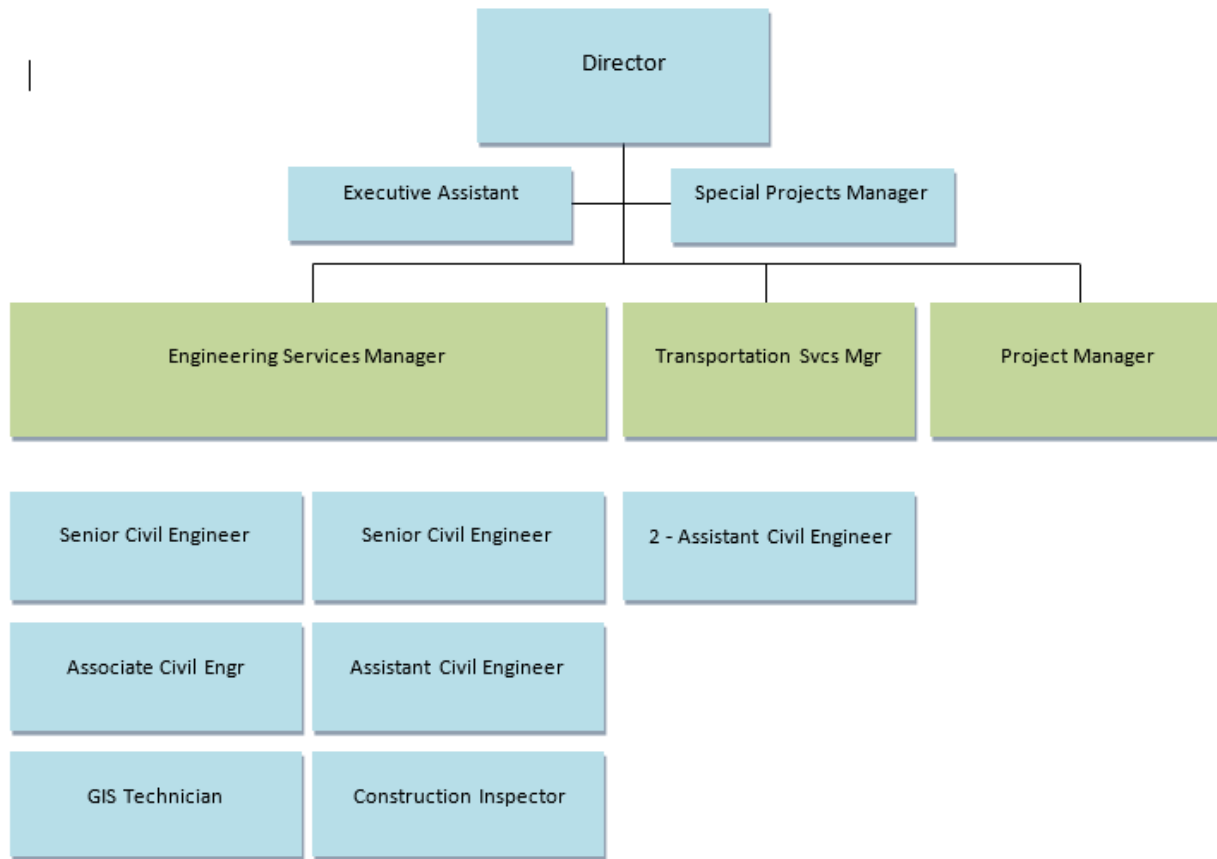 Director
Executive Assistant
Special Projects Manager
Engineering Services Manager
Transportation Svcs Mgr
Project Manager
Senior Civil Engineer
Senior Civil Engineer
2 - Assistant Civil Engineer
Associate Civil Engr
Assistant Civil Engineer
GIS Technician
Construction Inspector